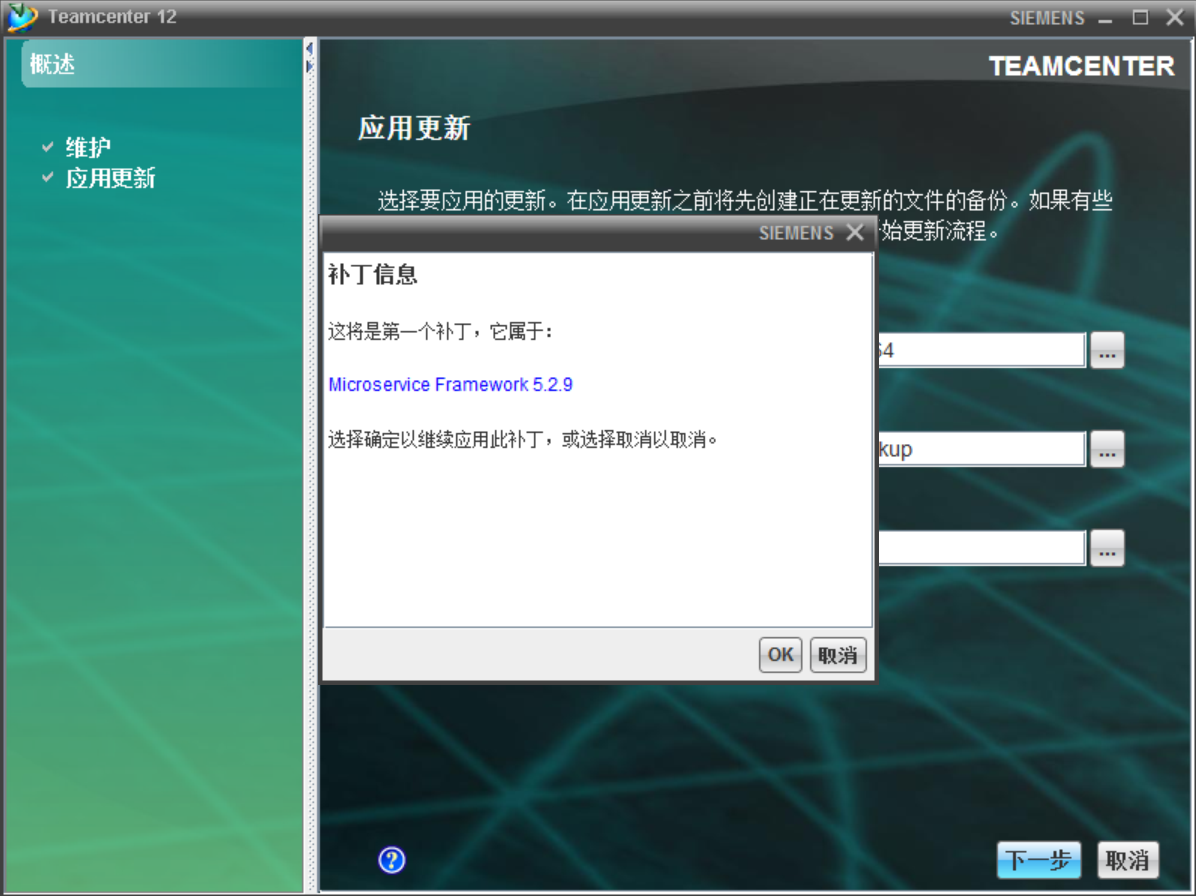 Teamcenter 12
SIEMENS
概述
TEAMCENTER
应用更新
维护
应用更新
选择要应用的更新。在应用更新之前将先创建正在更新的文件的备份。如果有些
始更新流程。
SIEMENS
补丁信息
这将是第一个补丁，它属于：
64
...
Microservice Framework 5.2.9
选择确定以继续应用此补丁，或选择取消以取消。
kup
...
...
OK
取消
?
下一步
取消